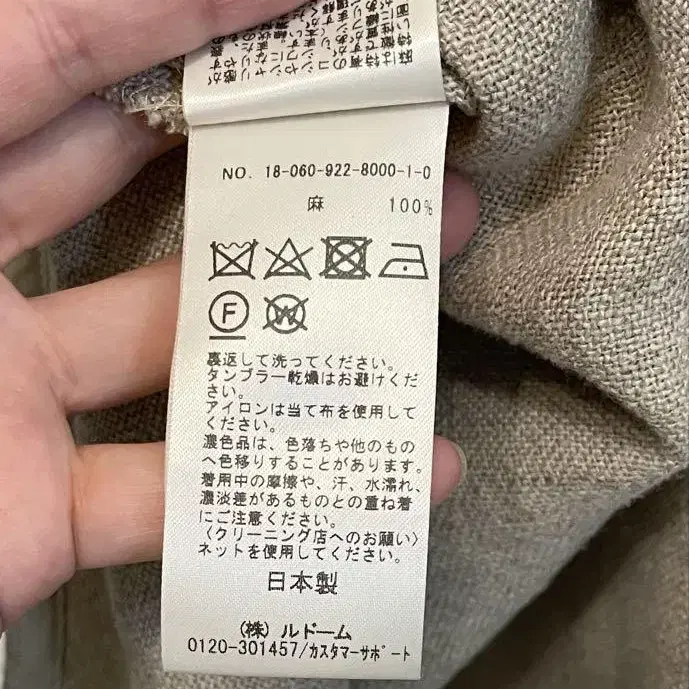 NO. 18-060-922-8000-1-0
麻 100%
F
W
裏返して洗ってください。
タンブラー乾燥はお避けくだ
さい。
アイロンは当て布を使用して
ください。
濃色品は、色落ちや他のもの
へ色移りすることがあります。
着用中の摩擦や、汗、水濡れ、
濃淡差があるものとの重ね着
にご注意ください。
〈クリーニング店へのお願い〉
ネットを使用してください。
日本製
(株) ルドーム
0120-301457/カスタマーサポート